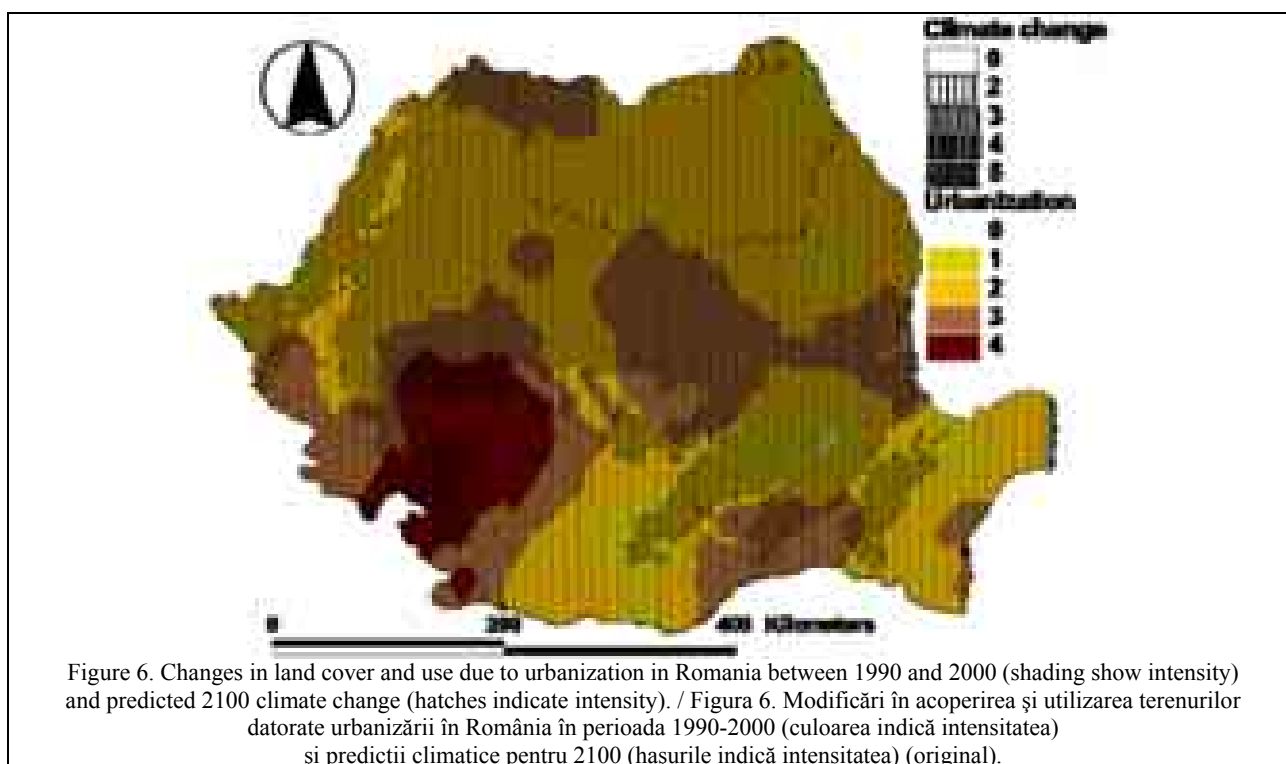 Climate change
0
2
3
4
5
Urbanization
0
1
2
3
4
0 200 400 Kilometers
Figure 6. Changes in land cover and use due to urbanization in Romania between 1990 and 2000 (shading show intensity)
and predicted 2100 climate change (hatches indicate intensity). / Figura 6. Modificări în acoperirea şi utilizarea terenurilor
datorate urbanizării în România în perioada 1990-2000 (culoarea indică intensitatea)
şi predicţii climatice pentru 2100 (haşurile indică intensitatea) (original).